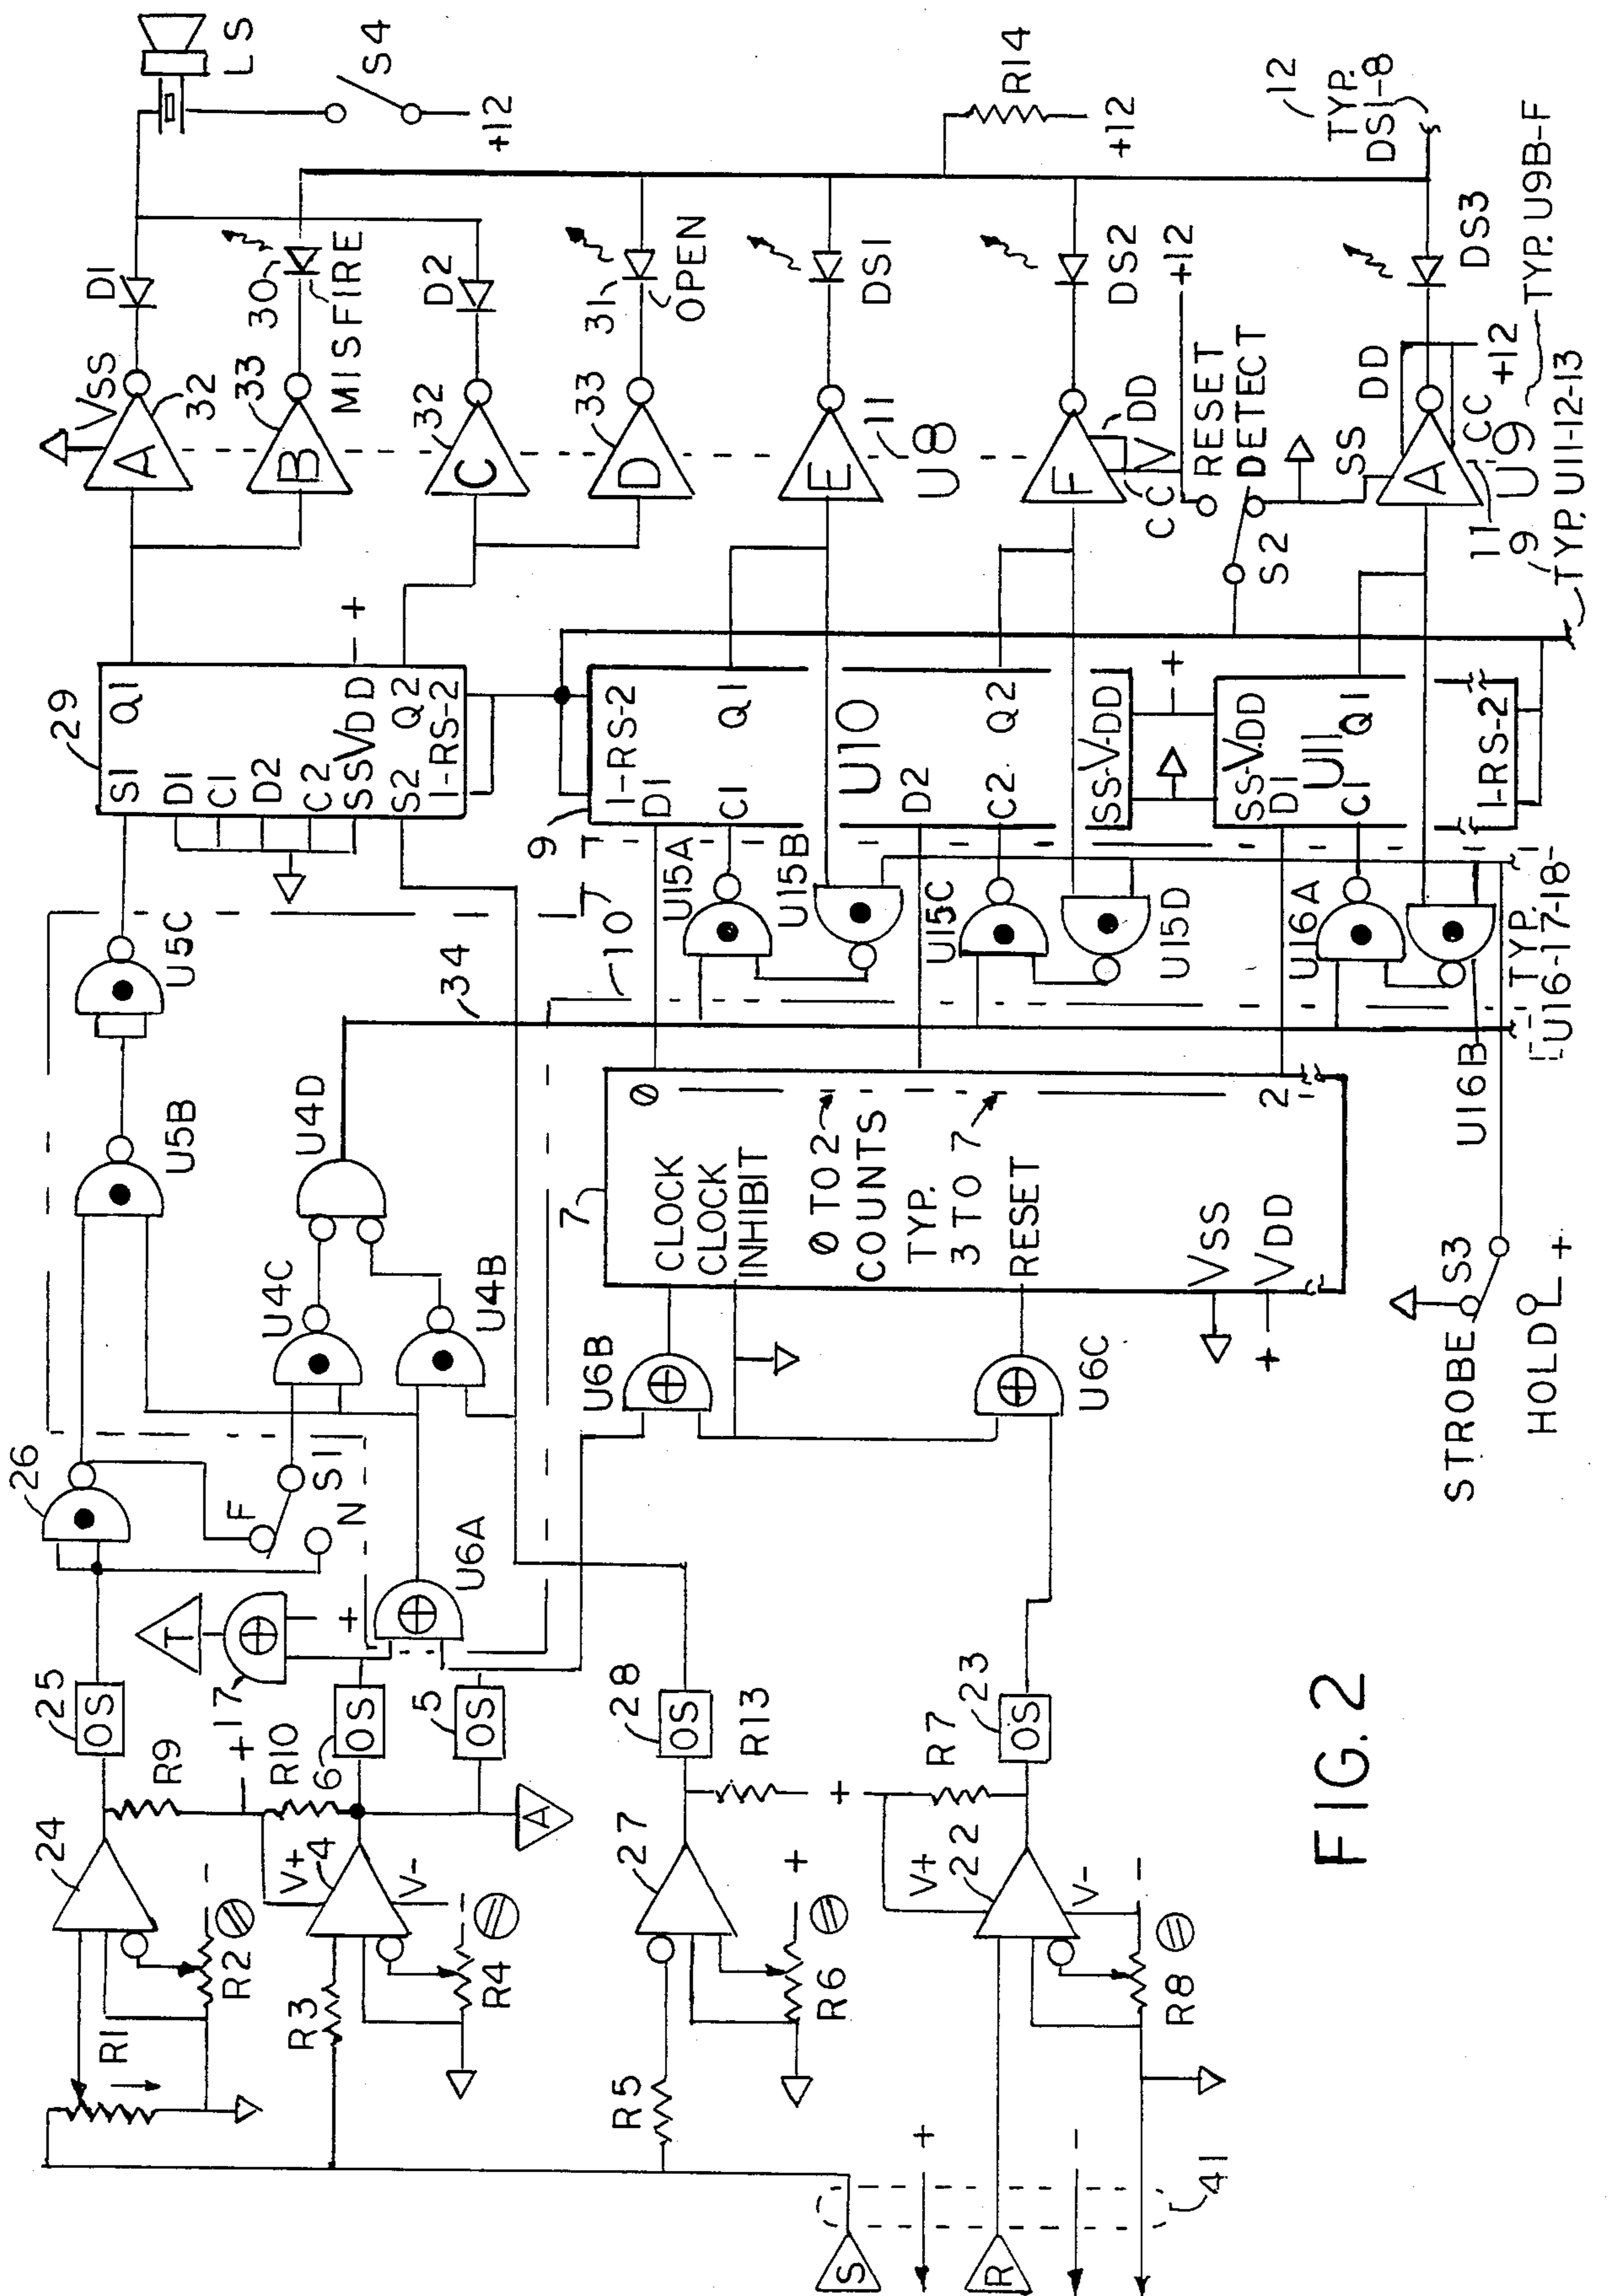 LS
S4
+12
R14
+12
12
TYP.
DS1-8
D1
VSS
A
32
30
33
B
MISFIRE
D2
32
C
31
OPEN
33
D
DS1
E
11
U8
DS2
F
DD
V
CC
+12
RESET
DETECT
S2
SS
DS3
DD
A
CC
+12
11
U9
9
TYP. U9B-F
TYP. U11-12-13
29
S1 Q1
D1
C1
D2
C2
SS VDD
- +
S2 Q2
1-RS-2
9
1-RS-2
D1 Q1
C1
U10
D2
C2 Q2
SS-V-DD
- +
SS-V-DD
D1
U11
C1 Q1
1-RS-2
U5C
34
10
U15A
U15B
U15C
U15D
U16A
U16B
TYP.
U16-17-18-
U5B
U4D
U4C
U4B
7
0
CLOCK
CLOCK
INHIBIT
0 TO 2
COUNTS
TYP.
3 TO 7
RESET
2
VSS
VDD
+
U6B
U6C
STROBE S3
HOLD +
26
F
S1
N
U6A
T
+
17
25
OS
R9
+
R10
6
OS
5
OS
A
28
OS
R13
+
R7
23
OS
24
R1
R2
-
V+
4
V-
R3
R4
-
27
R5
R6
+
V+
22
V-
R8
-
S
+
R
-
41
FIG. 2